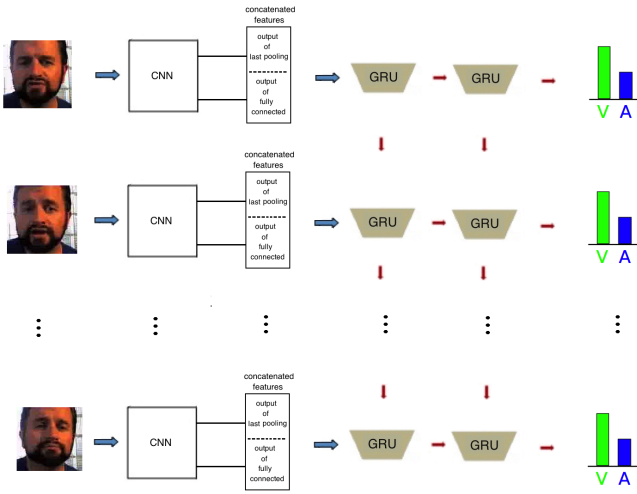 concatenated
features
output
of
last pooling
output
of
fully
connected
CNN
GRU
GRU
V A
concatenated
features
output
of
last pooling
output
of
fully
connected
CNN
GRU
GRU
V A
concatenated
features
output
of
last pooling
output
of
fully
connected
CNN
GRU
GRU
V A